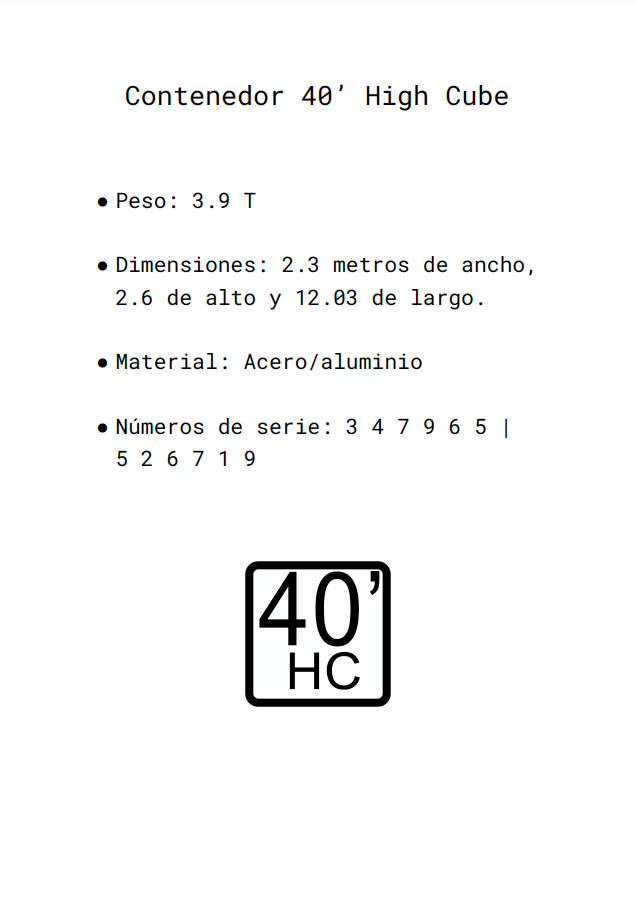 Contenedor 40’ High Cube
● Peso: 3.9 T
● Dimensiones: 2.3 metros de ancho,
2.6 de alto y 12.03 de largo.
● Material: Acero/aluminio
● Números de serie: 3 4 7 9 6 5 |
5 2 6 7 1 9
40’
HC